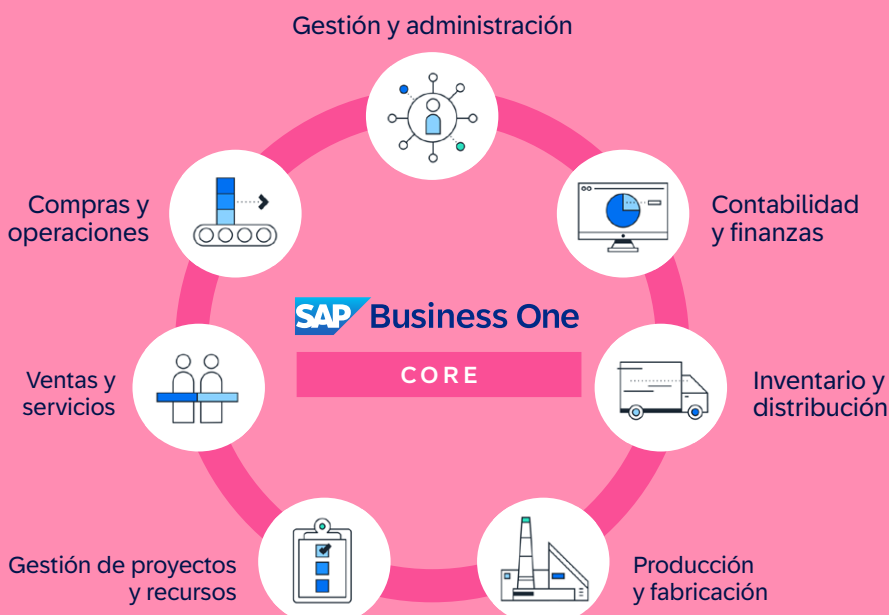 Gestión y administración
Compras y
operaciones
Contabilidad
y finanzas
SAP Business One
CORE
Ventas y
servicios
Inventario y
distribución
Gestión de proyectos
y recursos
Producción
y fabricación